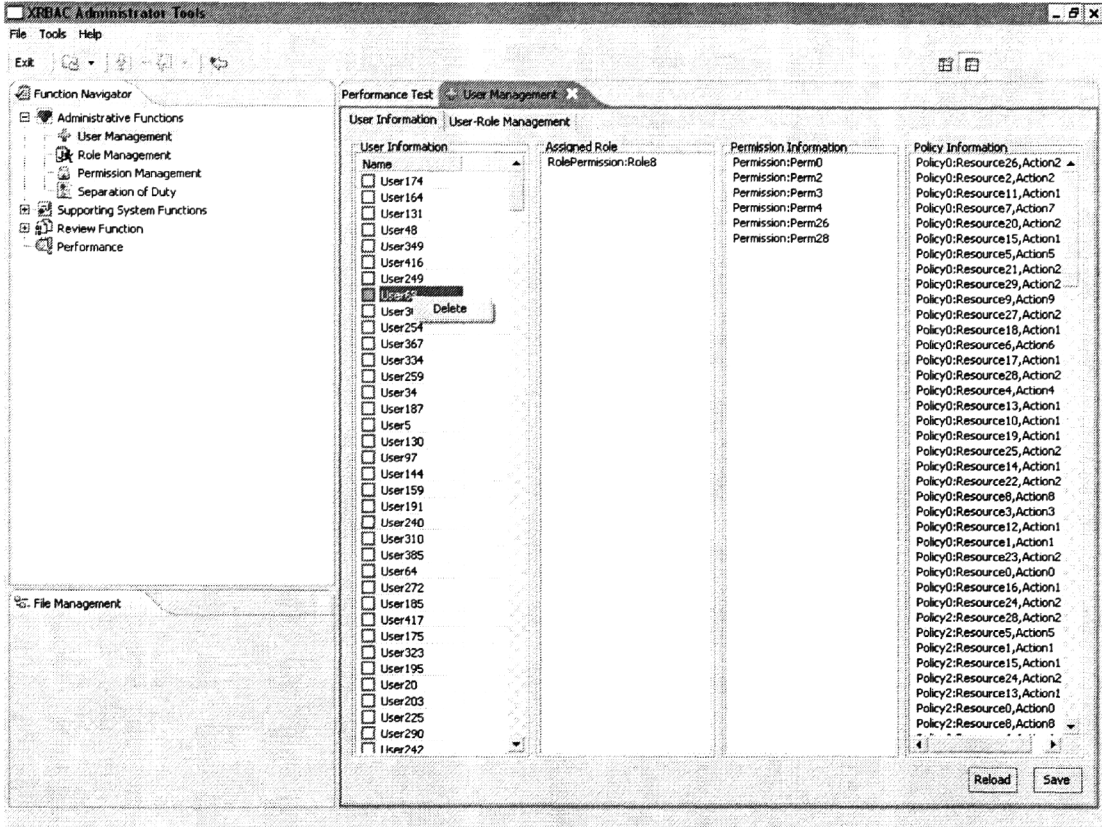 XRBAC Administrator Tools
File Tools Help
Exit
Function Navigator
Administrative Functions
User Management
Role Management
Permission Management
Separation of Duty
Supporting System Functions
Review Function
Performance
File Management
Performance Test User Management
User Information User-Role Management
User Information
Name
User174
User164
User131
User48
User349
User416
User249
Delete
User254
User367
User334
User259
User34
User187
User5
User130
User97
User144
User159
User191
User240
User310
User385
User64
User272
User185
User417
User175
User323
User195
User20
User203
User225
User290
User242
Assigned Role
RolePermission:Role8
Permission Information
Permission:Perm0
Permission:Perm2
Permission:Perm3
Permission:Perm4
Permission:Perm26
Permission:Perm28
Policy Information
Policy0:Resource26,Action2
Policy0:Resource2,Action2
Policy0:Resource11,Action1
Policy0:Resource7,Action7
Policy0:Resource20,Action2
Policy0:Resource15,Action1
Policy0:Resource5,Action5
Policy0:Resource21,Action2
Policy0:Resource29,Action2
Policy0:Resource9,Action9
Policy0:Resource27,Action2
Policy0:Resource18,Action1
Policy0:Resource6,Action6
Policy0:Resource17,Action1
Policy0:Resource28,Action2
Policy0:Resource4,Action4
Policy0:Resource13,Action1
Policy0:Resource10,Action1
Policy0:Resource19,Action1
Policy0:Resource25,Action2
Policy0:Resource14,Action1
Policy0:Resource22,Action2
Policy0:Resource8,Action8
Policy0:Resource3,Action3
Policy0:Resource12,Action1
Policy0:Resource1,Action1
Policy0:Resource23,Action2
Policy0:Resource0,Action0
Policy0:Resource16,Action1
Policy0:Resource24,Action2
Policy2:Resource28,Action2
Policy2:Resource5,Action5
Policy2:Resource1,Action1
Policy2:Resource15,Action1
Policy2:Resource24,Action2
Policy2:Resource13,Action1
Policy2:Resource0,Action0
Policy2:Resource8,Action8
Reload Save